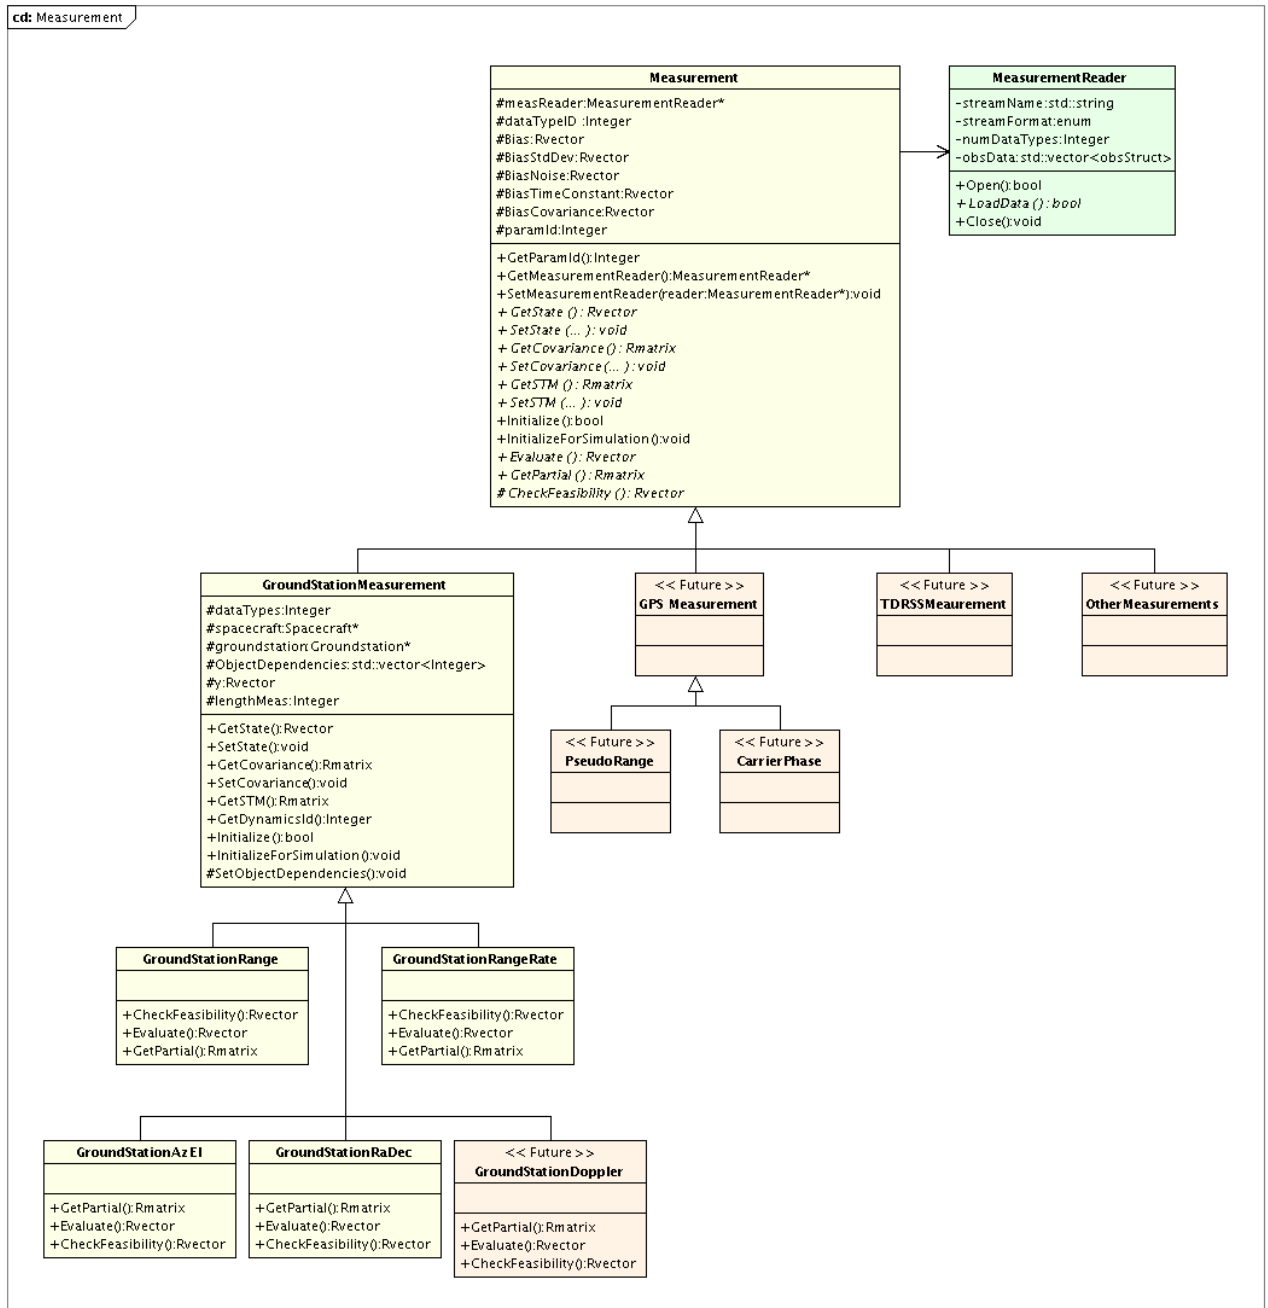 cd: Measurement
Measurement
#measReader:MeasurementReader*
#dataTypeID :Integer
#Bias:Rvector
#BiasStdDev:Rvector
#BiasNoise:Rvector
#BiasTimeConstant:Rvector
#BiasCovariance:Rvector
#paramId:Integer
+GetParamId():Integer
+GetMeasurementReader():MeasurementReader*
+SetMeasurementReader(reader:MeasurementReader*):void
+ GetState (): Rvector
+ SetState (... ): void
+ GetCovariance (): Rmatrix
+ SetCovariance (... ): void
+ GetSTM (): Rmatrix
+ SetSTM (... ): void
+Initialize():bool
+InitializeForSimulation():void
+ Evaluate (): Rvector
+ GetPartial (): Rmatrix
# CheckFeasibility (): Rvector
MeasurementReader
-streamName:std::string
-streamFormat:enum
-numDataTypes:Integer
-obsData:std::vector<obsStruct>
+Open():bool
+ LoadData (): bool
+Close():void
GroundStationMeasurement
#dataTypes:Integer
#spacecraft:Spacecraft*
#groundstation:Groundstation*
#ObjectDependencies:std::vector<Integer>
#y:Rvector
#lengthMeas:Integer
+GetState():Rvector
+SetState():void
+GetCovariance():Rmatrix
+SetCovariance():void
+GetSTM():Rmatrix
+GetDynamicsId():Integer
+Initialize():bool
+InitializeForSimulation():void
#SetObjectDependencies():void
<< Future >>
GPS Measurement
<< Future >>
TDRSSMeaurement
<< Future >>
OtherMeasurements
<< Future >>
PseudoRange
<< Future >>
CarrierPhase
GroundStationRange
+CheckFeasibility():Rvector
+Evaluate():Rvector
+GetPartial():Rmatrix
GroundStationRangeRate
+CheckFeasibility():Rvector
+Evaluate():Rvector
+GetPartial():Rmatrix
GroundStationAzEl
+GetPartial():Rmatrix
+Evaluate():Rvector
+CheckFeasibility():Rvector
GroundStationRaDec
+GetPartial():Rmatrix
+Evaluate():Rvector
+CheckFeasibility():Rvector
<< Future >>
GroundStationDoppler
+GetPartial():Rmatrix
+Evaluate():Rvector
+CheckFeasibility():Rvector